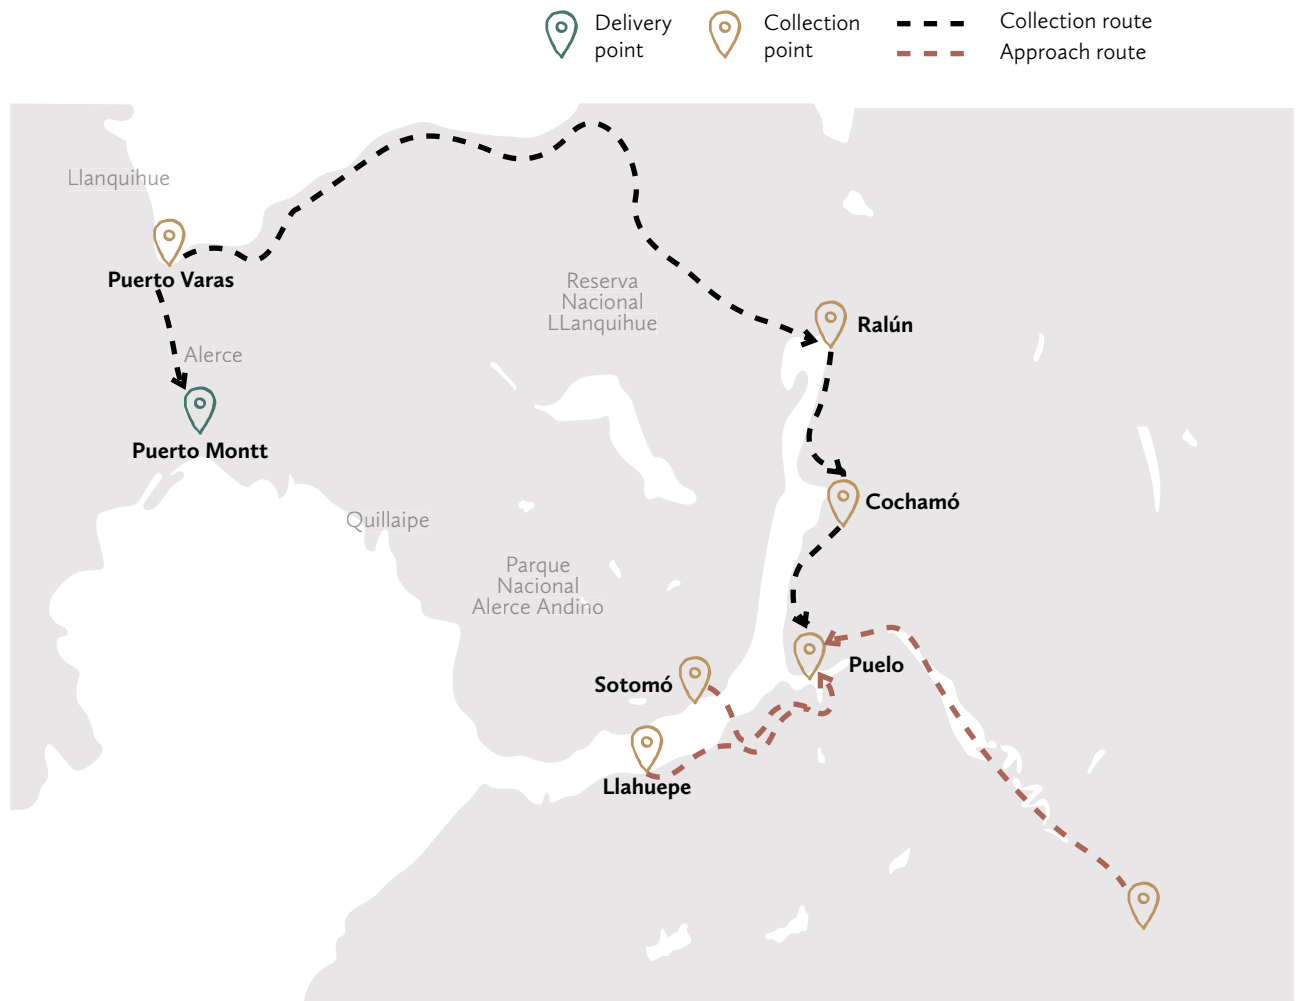 Delivery
point
Collection
point
Collection route
Approach route
Llanquihue
Puerto Varas
Reserva
Nacional
LLanquihue
Ralún
Alerce
Puerto Montt
Cochamó
Quillaipe
Parque
Nacional
Alerce Andino
Puelo
Sotomó
Llahuepe